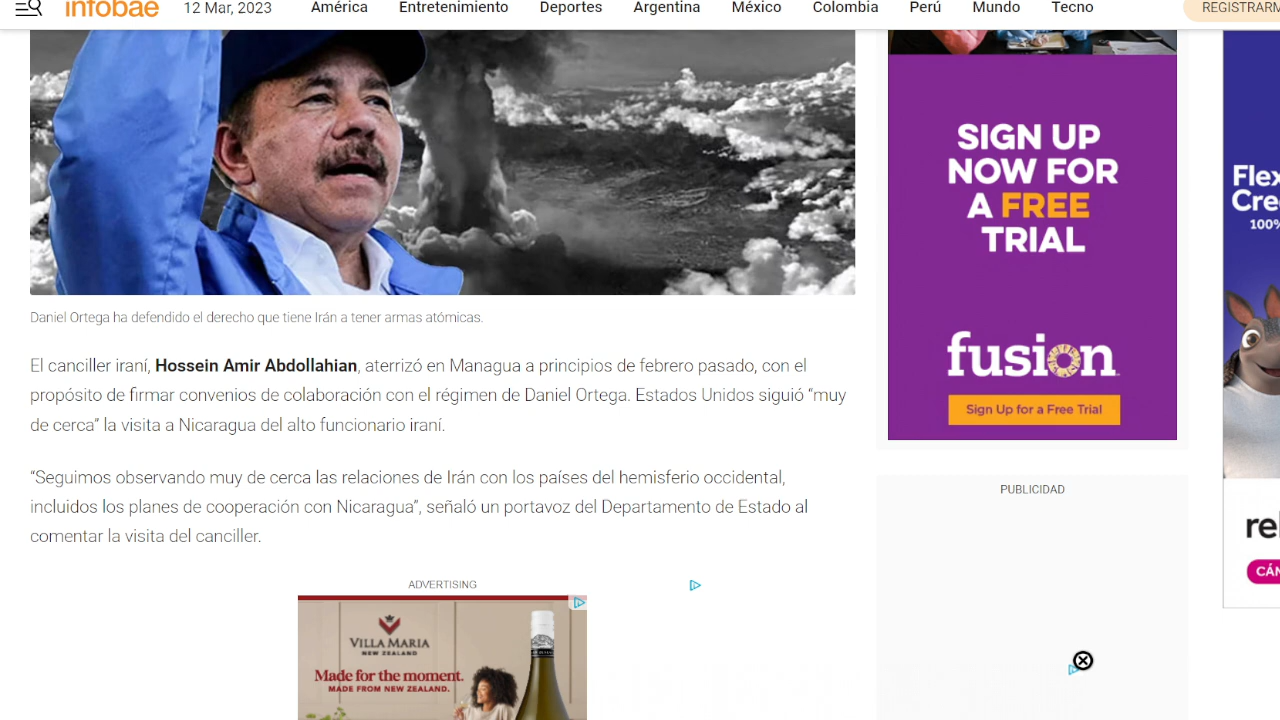 infobae
12 Mar, 2023
América Entretenimiento Deportes Argentina México Colombia Perú Mundo Tecno
REGISTRARM
Daniel Ortega ha defendido el derecho que tiene Irán a tener armas atómicas.
El canciller iraní, Hossein Amir Abdollahian, aterrizó en Managua a principios de febrero pasado, con el
propósito de firmar convenios de colaboración con el régimen de Daniel Ortega. Estados Unidos siguió “muy
de cerca” la visita a Nicaragua del alto funcionario iraní.
“Seguimos observando muy de cerca las relaciones de Irán con los países del hemisferio occidental,
incluidos los planes de cooperación con Nicaragua”, señaló un portavoz del Departamento de Estado al
comentar la visita del canciller.
ADVERTISING
VILLA MARIA
NEW ZEALAND
Made for the moment.
MADE FROM NEW ZEALAND.
SIGN UP
NOW FOR
A FREE
TRIAL
fusion
Sign Up for a Free Trial
PUBLICIDAD
Flex
Cre
100%
rel
CÁM